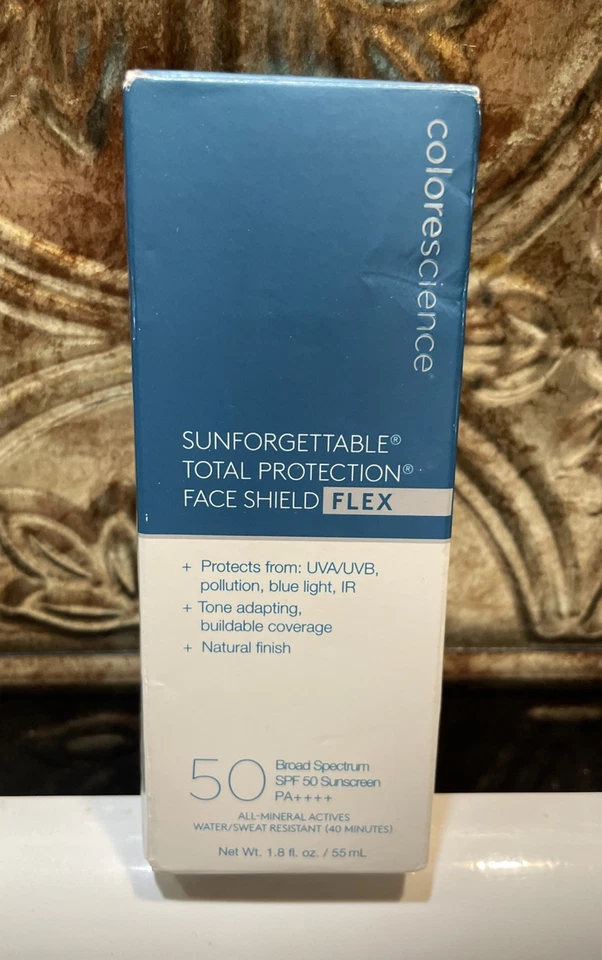 colorescience®
SUNFORGETTABLE®
TOTAL PROTECTION®
FACE SHIELD FLEX
+ Protects from: UVA/UVB,
pollution, blue light, IR
+ Tone adapting,
buildable coverage
+ Natural finish
50
Broad Spectrum
SPF 50 Sunscreen
PA++++
ALL-MINERAL ACTIVES
WATER/SWEAT RESISTANT (40 MINUTES)
Net Wt. 1.8 fl. oz. / 55 mL